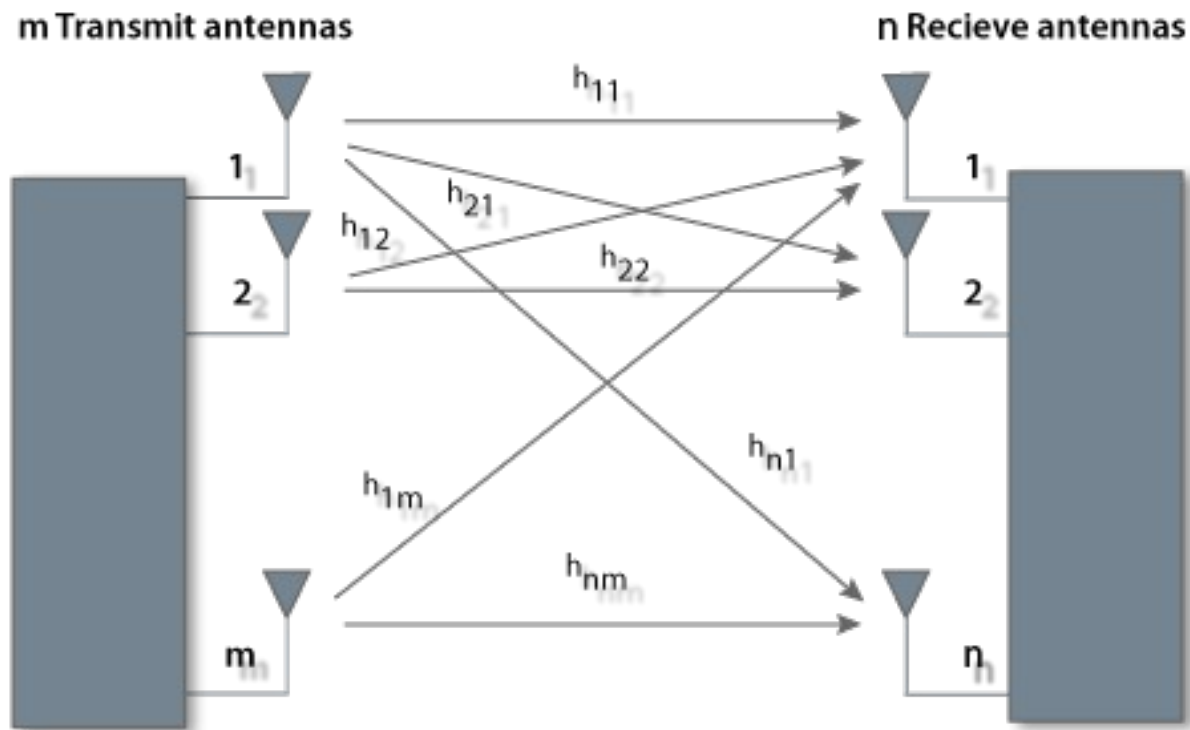 m Transmit antennas
n Recieve antennas
h11
1
1
h21
h12
h22
2
2
hn1
h1m
hnm
m
n